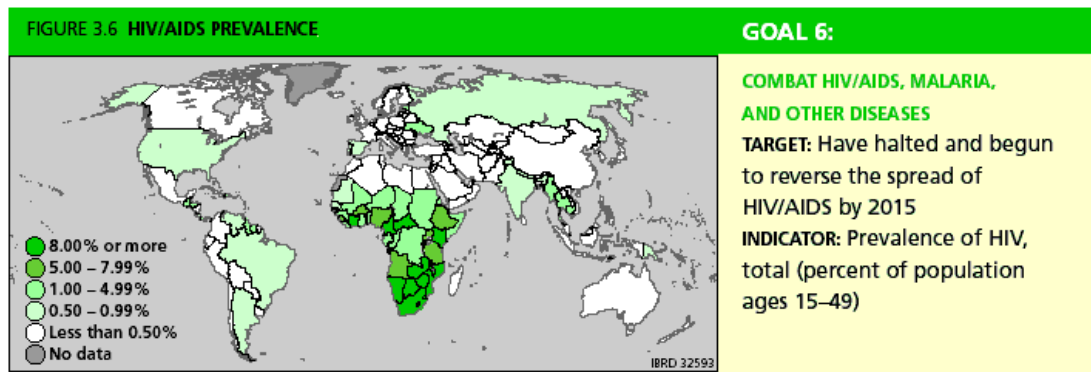 FIGURE 3.6 HIV/AIDS PREVALENCE
8.00% or more
5.00 – 7.99%
1.00 – 4.99%
0.50 – 0.99%
Less than 0.50%
No data
IBRD 32593
GOAL 6:
COMBAT HIV/AIDS, MALARIA,
AND OTHER DISEASES
TARGET: Have halted and begun
to reverse the spread of
HIV/AIDS by 2015
INDICATOR: Prevalence of HIV,
total (percent of population
ages 15–49)